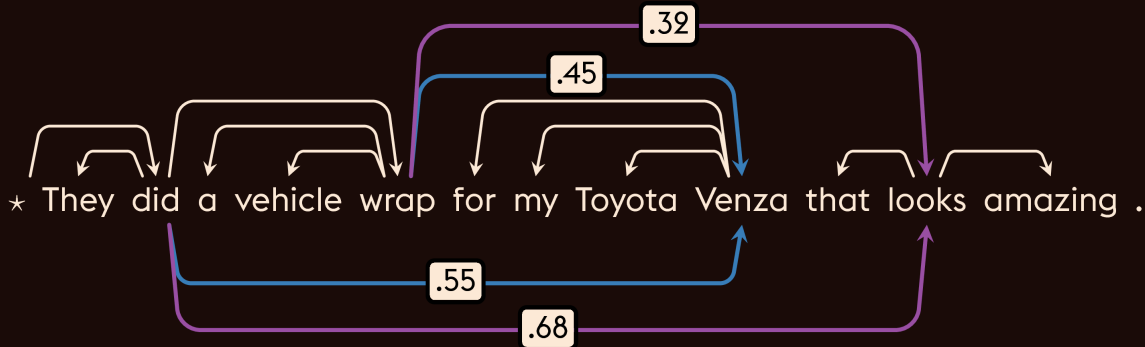 .32
.45
⋆ They did a vehicle wrap for my Toyota Venza that looks amazing .
.55
.68